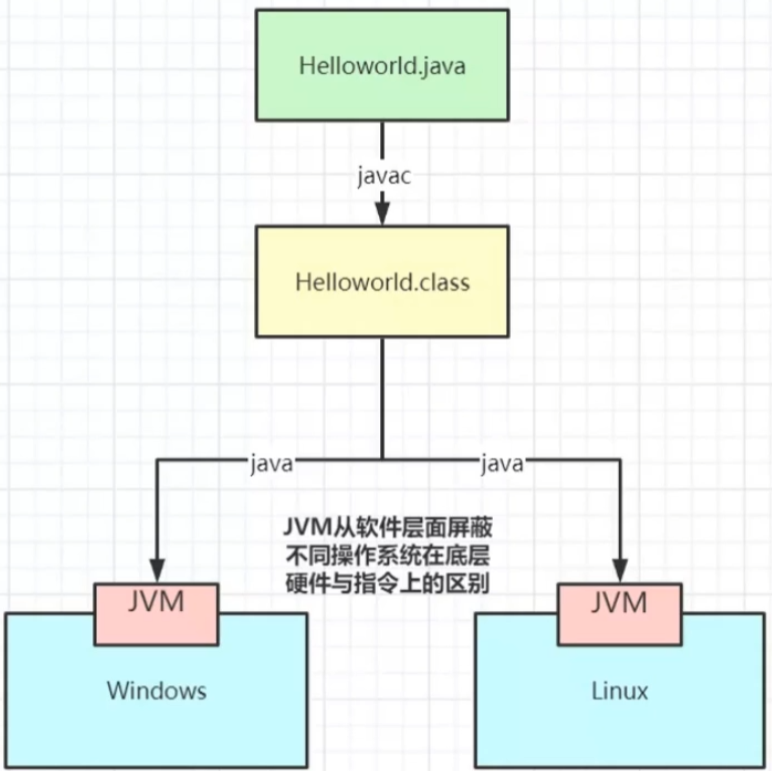 Helloworld.java
javac
Helloworld.class
java
java
JVM从软件层面屏蔽
不同操作系统在底层
硬件与指令上的区别
JVM
JVM
Windows
Linux